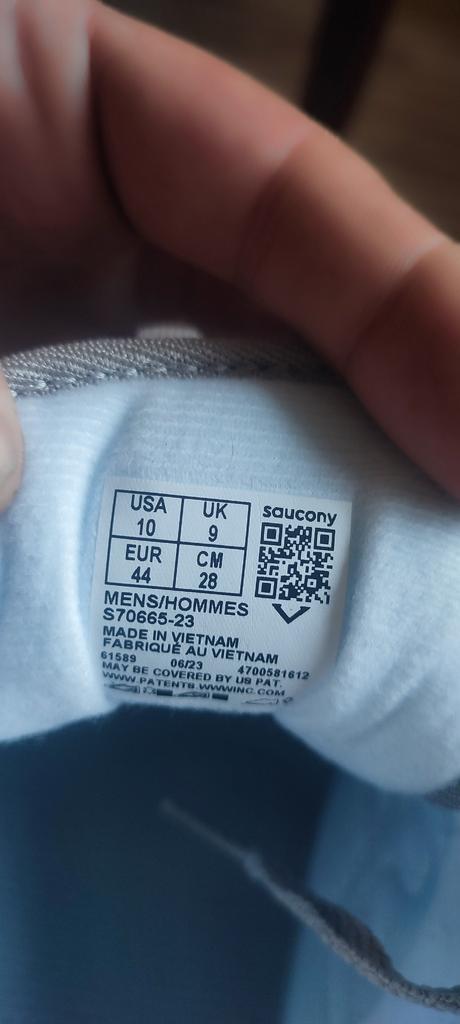 USA 10 UK 9
EUR 44 CM 28
saucony
MENS/HOMMES
S70665-23
MADE IN VIETNAM
FABRIQUÉ AU VIETNAM
61589 06/23 4700581612
MAY BE COVERED BY US PAT.
WWW.PATENTS.WWWINC.COM